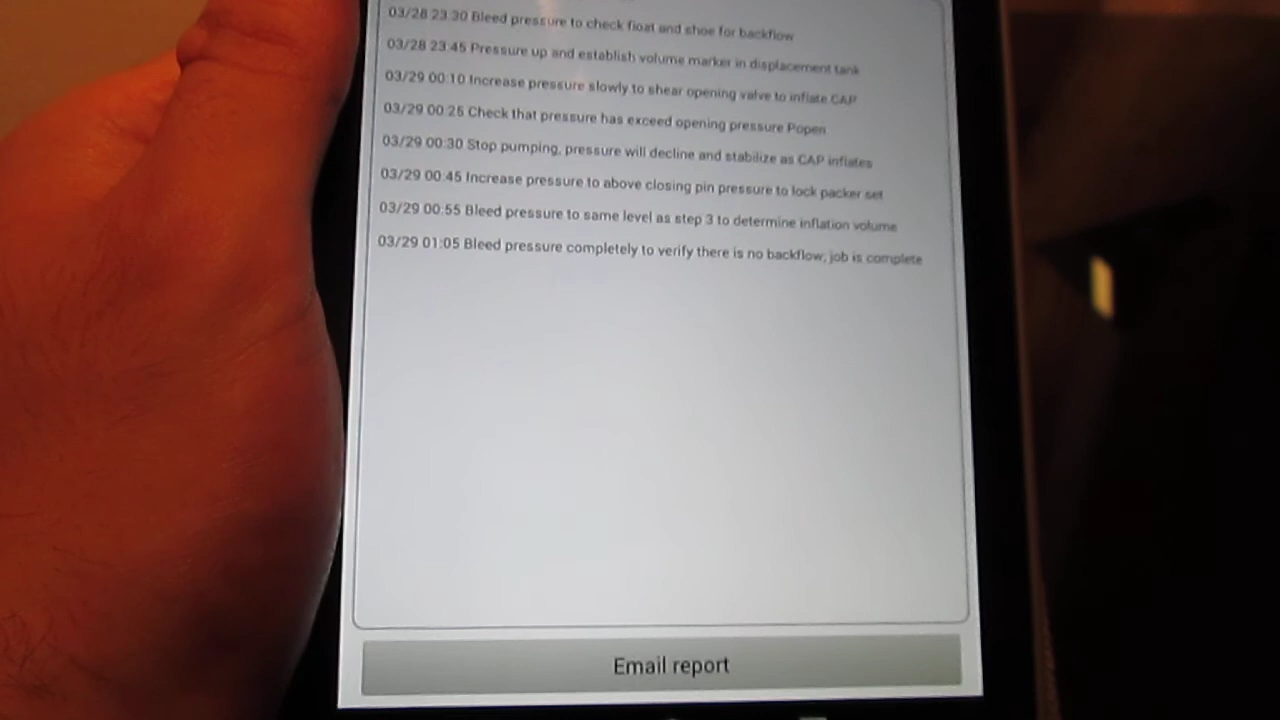 03/28 23:30 Bleed pressure to check float and shoe for backflow
03/28 23:45 Pressure up and establish volume marker in displacement tank
03/29 00:10 Increase pressure slowly to shear opening valve to inflate CAP
03/29 00:25 Check that pressure has exceed opening pressure Popen
03/29 00:30 Stop pumping, pressure will decline and stabilize as CAP inflates
03/29 00:45 Increase pressure to above closing pin pressure to lock packer set
03/29 00:55 Bleed pressure to same level as step 3 to determine inflation volume
03/29 01:05 Bleed pressure completely to verify there is no backflow, job is complete
Email report